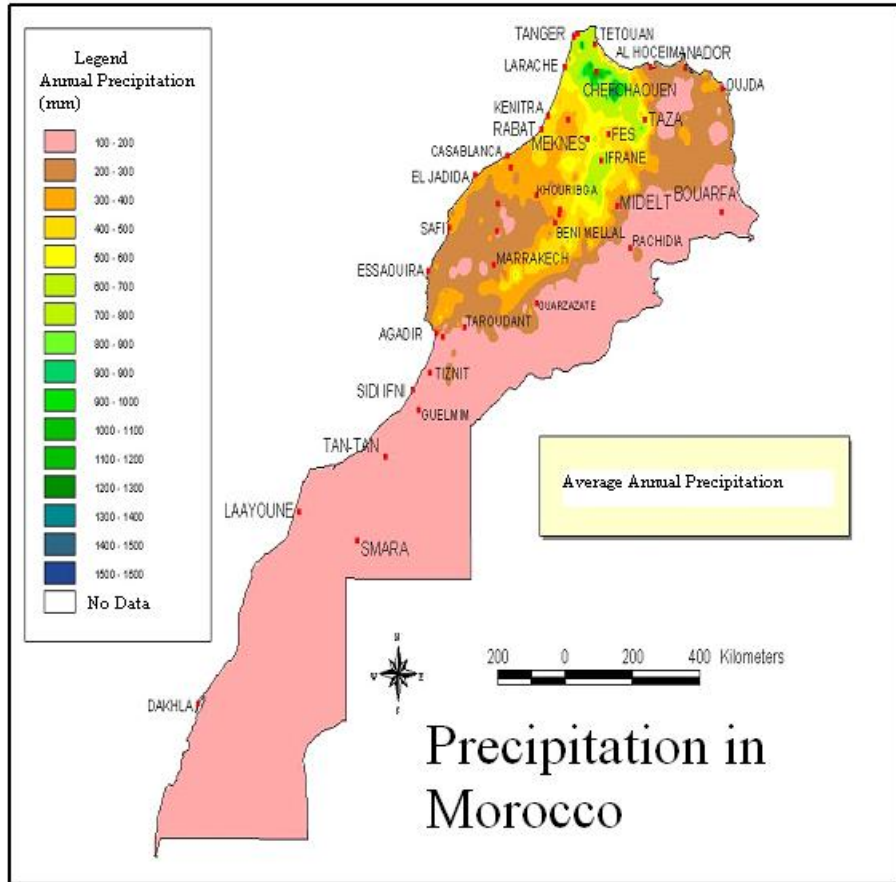 Legend
Annual Precipitation
(mm)
100 - 200
200 - 300
300 - 400
400 - 500
500 - 600
600 - 700
700 - 800
800 - 900
900 - 900
900 - 1000
1000 - 1100
1100 - 1200
1200 - 1300
1300 - 1400
1400 - 1500
1500 - 1600
No Data
TANGER
TETOUAN
AL HOCEIMA
NADOR
LARACHE
CHEFCHAOUEN
OUJDA
KENITRA
RABAT
TAZA
MEKNES
FES
CASABLANCA
IFRANE
EL JADIDA
KHOURIBGA
MIDELT
BOUARFA
SAFI
BENI MELLAL
RACHIDIA
MARRAKECH
ESSAOUIRA
OUARZAZATE
AGADIR
TAROUDANT
TIZNIT
SIDI IFNI
GUELMIM
TAN-TAN
LAAYOUNE
SMARA
DAKHLA
Average Annual Precipitation
N
W
E
200 0 200 400 Kilometers
Precipitation in
Morocco